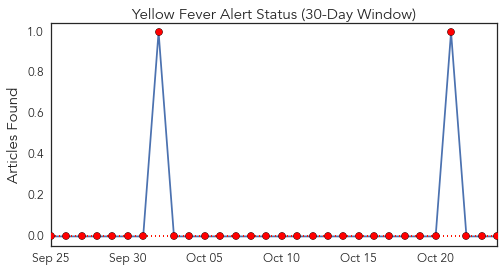 Yellow Fever Alert Status (30-Day Window)
Articles Found
1.0
0.8
0.6
0.4
0.2
0.0
Sep 25 Sep 30 Oct 05 Oct 10 Oct 15 Oct 20